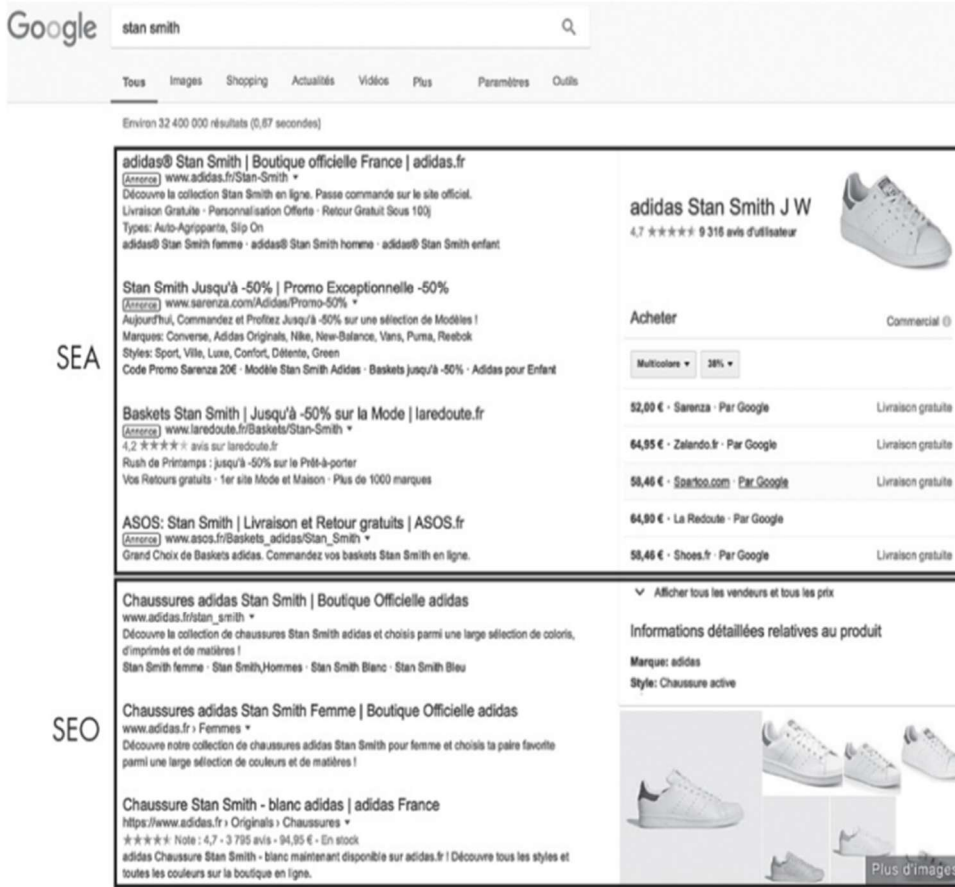 Google
stan smith
Tous Images Shopping Actualités Vidéos Plus Paramètres Outils
Environ 32 400 000 résultats (0,67 secondes)
SEA
adidas® Stan Smith | Boutique officielle France | adidas.fr
Annonce www.adidas.fr/Stan-Smith
Découvre la collection Stan Smith en ligne. Passe commande sur le site officiel.
Livraison Gratuite · Personnalisation Offerte · Retour Gratuit Sous 100j
Types: Auto-Agrippante, Slip On
adidas® Stan Smith femme · adidas® Stan Smith homme · adidas® Stan Smith enfant
Stan Smith Jusqu'à -50% | Promo Exceptionnelle -50%
Annonce www.sarenza.com/Adidas/Promo-50%
Aujourd'hui, Commandez et Profitez Jusqu'à -50% sur une sélection de Modèles !
Marques: Converse, Adidas Originals, Nike, New-Balance, Vans, Puma, Reebok
Styles: Sport, Ville, Luxe, Confort, Détente, Green
Code Promo Sarenza 20€ · Modèle Stan Smith Adidas · Baskets jusqu'à -50% · Adidas pour Enfant
Baskets Stan Smith | Jusqu'à -50% sur la Mode | laredoute.fr
Annonce www.laredoute.fr/Baskets/Stan-Smith
4,2 ★★★★★ avis sur laredoute.fr
Rush de Printemps : jusqu'à -50% sur le Prêt-à-porter
Vos Retours gratuits · 1er site Mode et Maison · Plus de 1000 marques
ASOS: Stan Smith | Livraison et Retour gratuits | ASOS.fr
Annonce www.asos.fr/Baskets_adidas/Stan_Smith
Grand Choix de Baskets adidas. Commandez vos baskets Stan Smith en ligne.
adidas Stan Smith J W
4,7 ★★★★★ 9 316 avis d'utilisateur
Acheter Commercial
Multicolore 38⅔
52,00 € · Sarenza · Par Google Livraison gratuite
64,95 € · Zalando.fr · Par Google Livraison gratuite
58,46 € · Spartoo.com · Par Google Livraison gratuite
64,90 € · La Redoute · Par Google
58,46 € · Shoes.fr · Par Google Livraison gratuite
SEO
Chaussures adidas Stan Smith | Boutique Officielle adidas
www.adidas.fr/stan_smith
Découvre la collection de chaussures Stan Smith adidas et choisis parmi une large sélection de coloris,
d'imprimés et de matières !
Stan Smith femme · Stan Smith,Hommes · Stan Smith Blanc · Stan Smith Bleu
Chaussures adidas Stan Smith Femme | Boutique Officielle adidas
www.adidas.fr › Femmes
Découvre notre collection de chaussures adidas Stan Smith pour femme et choisis ta paire favorite
parmi une large sélection de couleurs et de matières !
Chaussure Stan Smith - blanc adidas | adidas France
https://www.adidas.fr › Originals › Chaussures
★★★★★ Note : 4,7 - 3 795 avis - 94,95 € - En stock
adidas Chaussure Stan Smith - blanc maintenant disponible sur adidas.fr ! Découvre tous les styles et
toutes les couleurs sur la boutique en ligne.
Afficher tous les vendeurs et tous les prix
Informations détaillées relatives au produit
Marque: adidas
Style: Chaussure active
Plus d'images